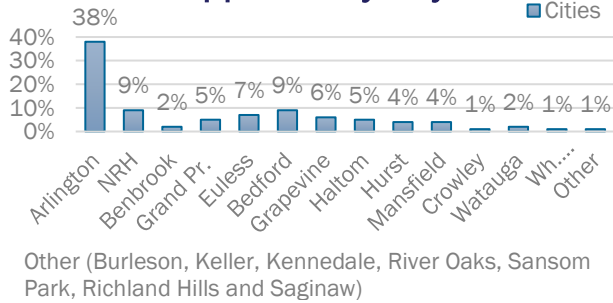 Cities
38%
40%
30%
20%
10%
0%
9%
2%
5%
7%
9%
6%
5%
4%
4%
1%
2%
1%
1%
Arlington
NRH
Benbrook
Grand Pr.
Euless
Bedford
Grapevine
Haltom
Hurst
Mansfield
Crowley
Watauga
Wh....
Other
Other (Burleson, Keller, Kennedale, River Oaks, Sansom
Park, Richland Hills and Saginaw)